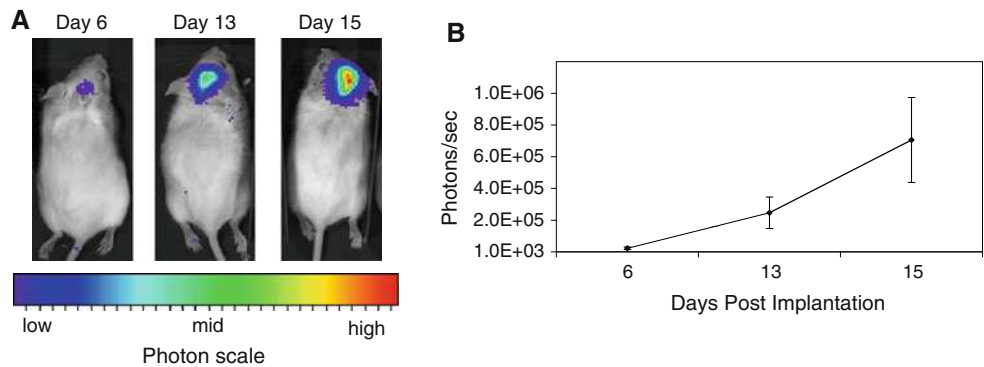 A
Day 6 Day 13 Day 15
low mid high
Photon scale
B
Photons/sec
1.0E+06
8.0E+05
6.0E+05
4.0E+05
2.0E+05
1.0E+03
6 13 15
Days Post Implantation